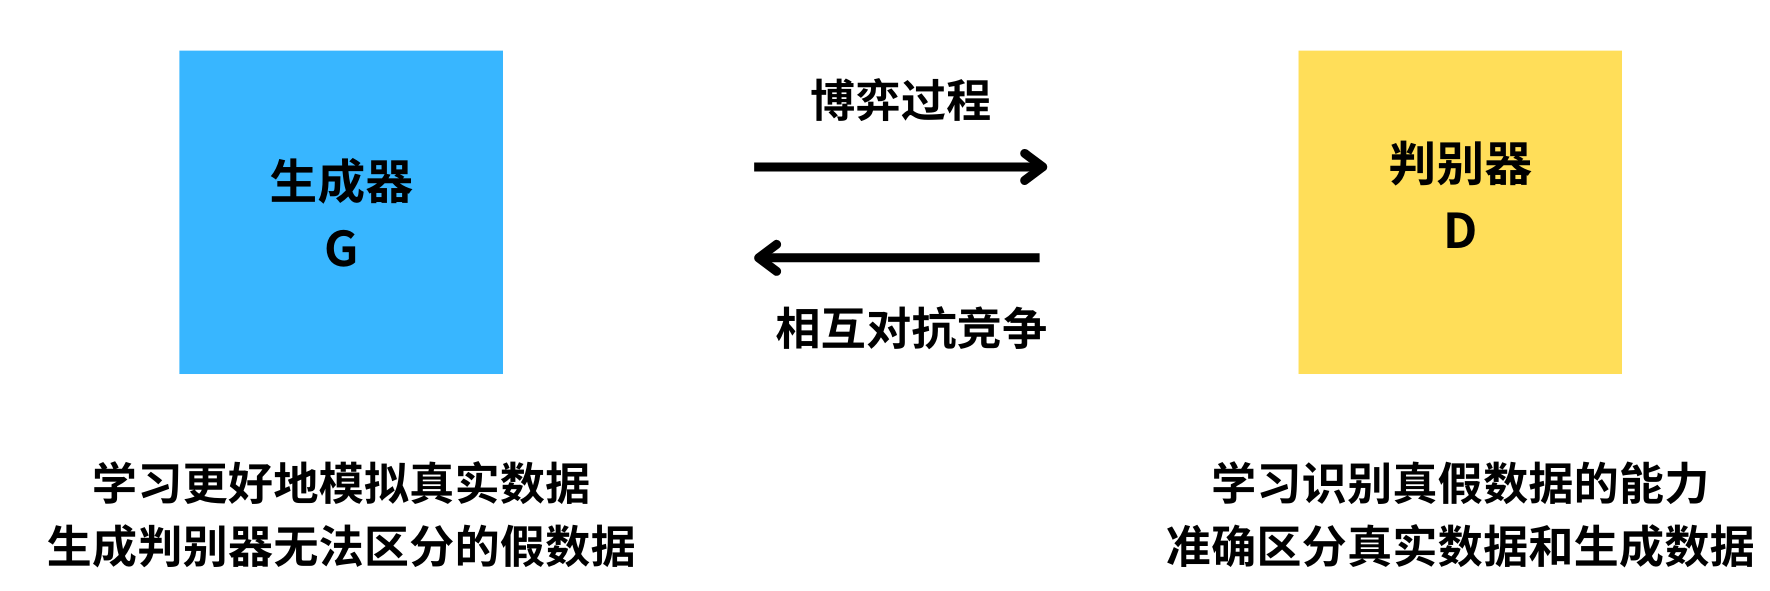 生成器
G
博弈过程
相互对抗竞争
判别器
D
学习更好地模拟真实数据
生成判别器无法区分的假数据
学习识别真假数据的能力
准确区分真实数据和生成数据